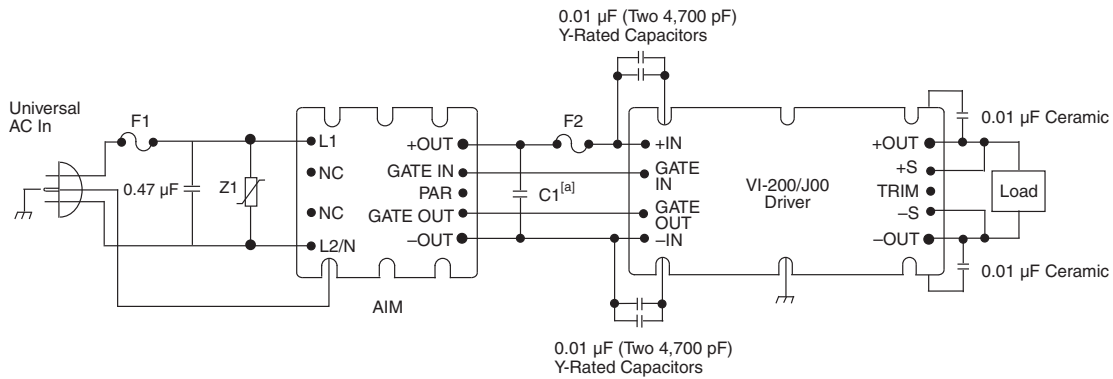 0.01 µF (Two 4,700 pF)
Y-Rated Capacitors
Universal
AC In
F1
0.47 µF
Z1
L1
NC
NC
L2/N
+OUT
GATE IN
PAR
GATE OUT
–OUT
AIM
C1[a]
F2
+IN
GATE
IN
GATE
OUT
–IN
VI-200/J00
Driver
+OUT
+S
TRIM
–S
–OUT
0.01 µF Ceramic
Load
0.01 µF Ceramic
0.01 µF (Two 4,700 pF)
Y-Rated Capacitors